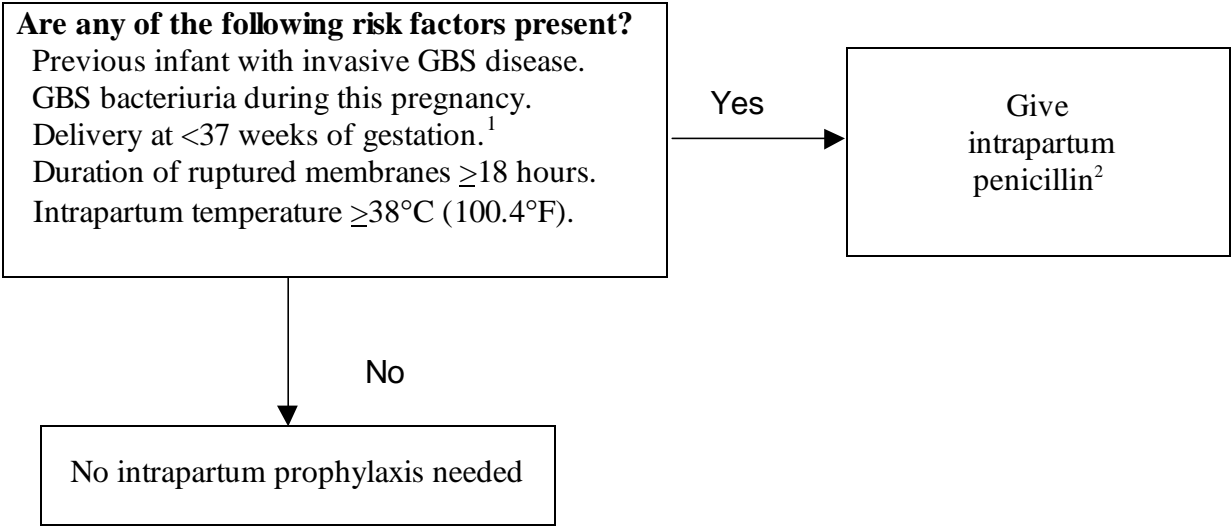 Are any of the following risk factors present?
Previous infant with invasive GBS disease.
GBS bacteriuria during this pregnancy.
Delivery at <37 weeks of gestation.¹
Duration of ruptured membranes ≥18 hours.
Intrapartum temperature ≥38°C (100.4°F).
Yes
Give
intrapartum
penicillin²
No
No intrapartum prophylaxis needed